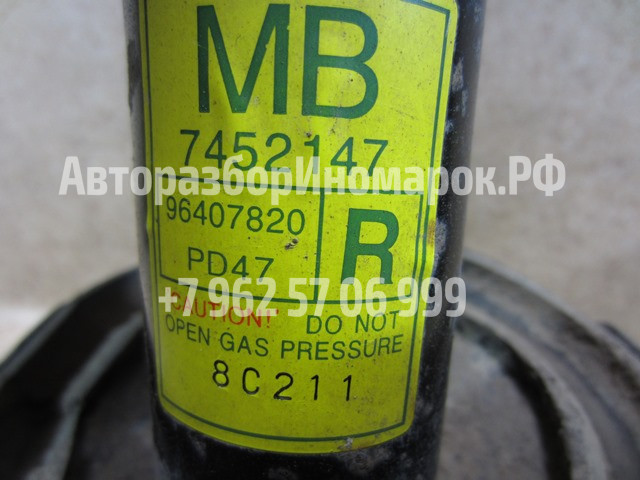 MB
7452147
АвторазборИномарок.РФ
96407820
R
PD47
+7 962 57 06 999
CAUTION! DO NOT
OPEN GAS PRESSURE
8C211